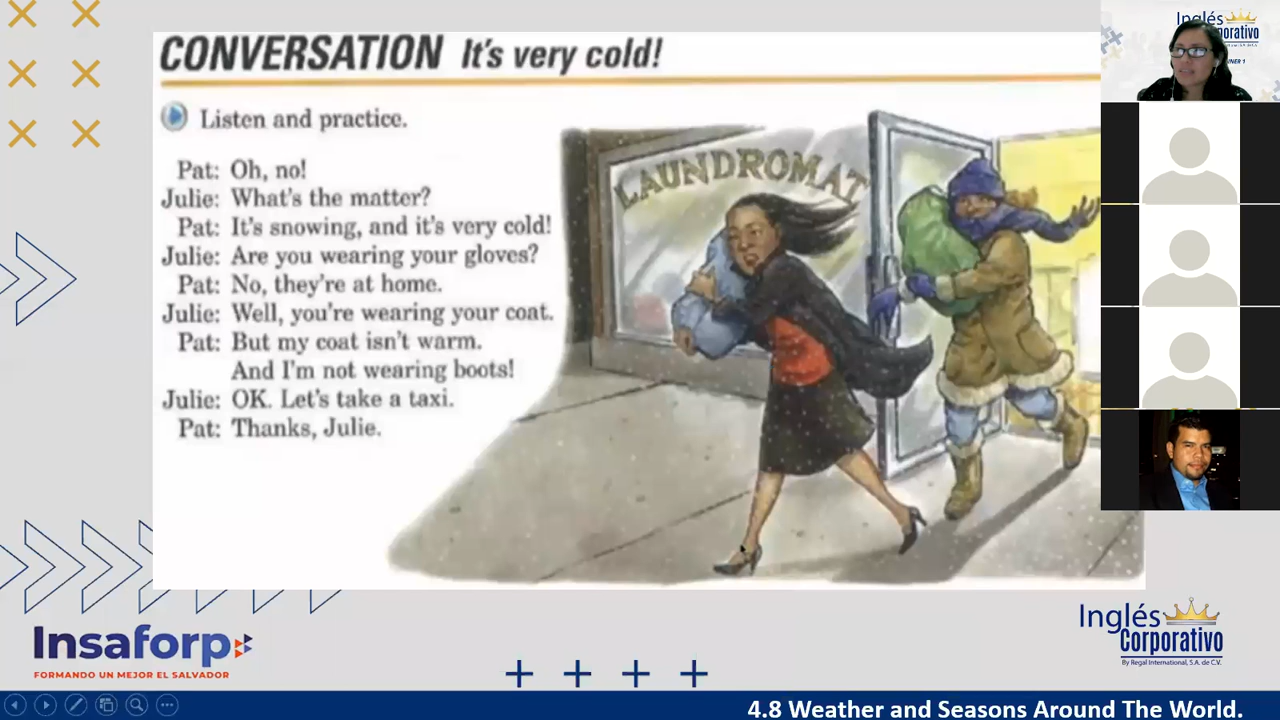 CONVERSATION It's very cold!
Listen and practice.
Pat: Oh, no!
Julie: What's the matter?
Pat: It's snowing, and it's very cold!
Julie: Are you wearing your gloves?
Pat: No, they're at home.
Julie: Well, you're wearing your coat.
Pat: But my coat isn't warm.
And I'm not wearing boots!
Julie: OK. Let's take a taxi.
Pat: Thanks, Julie.
LAUNDROMAT
Inglés
Insaforp
FORMANDO UN MEJOR EL SALVADOR
Inglés
Corporativo
By Regal International, S.A. de C.V.
4.8 Weather and Seasons Around The World.